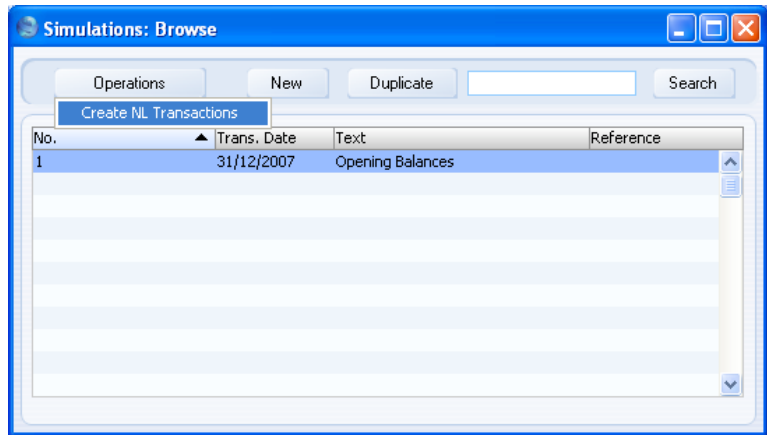 Simulations: Browse
Operations New Duplicate Search
Create NL Transactions
No. Trans. Date Text Reference
1 31/12/2007 Opening Balances